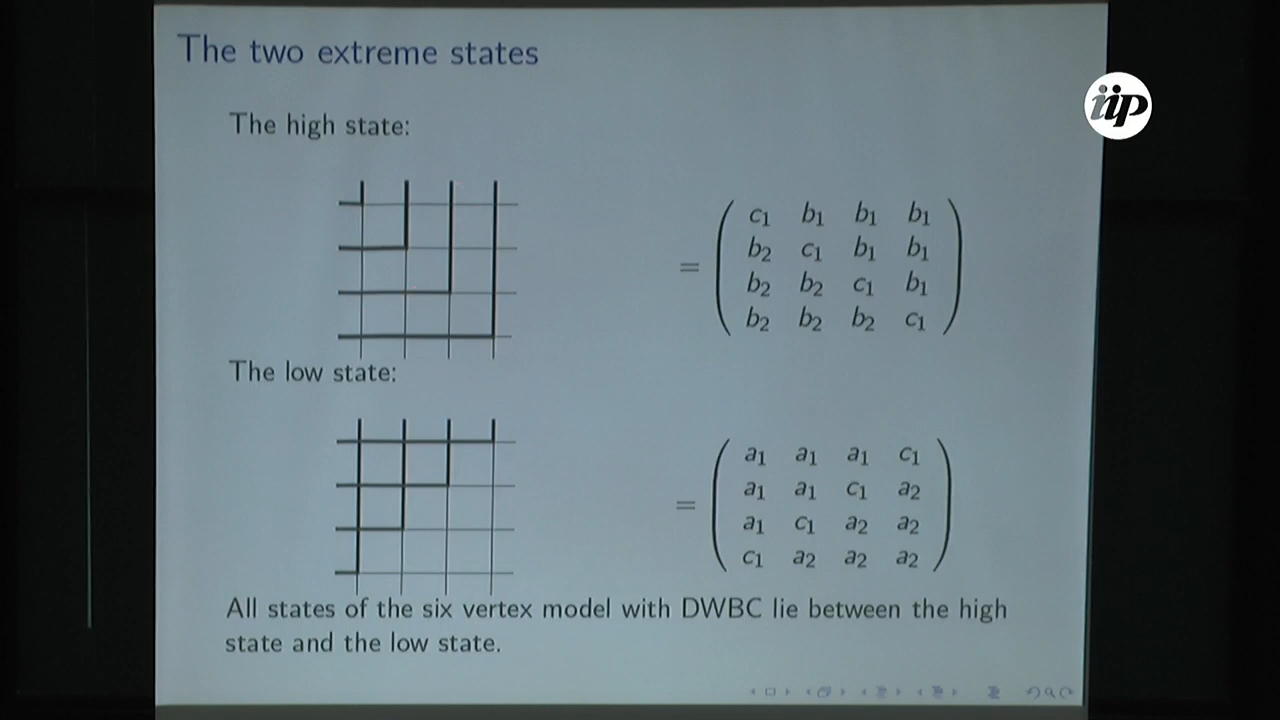 The two extreme states
iip
The high state:
= ( c₁ b₁ b₁ b₁
b₂ c₁ b₁ b₁
b₂ b₂ c₁ b₁
b₂ b₂ b₂ c₁ )
The low state:
= ( a₁ a₁ a₁ c₁
a₁ a₁ c₁ a₂
a₁ c₁ a₂ a₂
c₁ a₂ a₂ a₂ )
All states of the six vertex model with DWBC lie between the high
state and the low state.